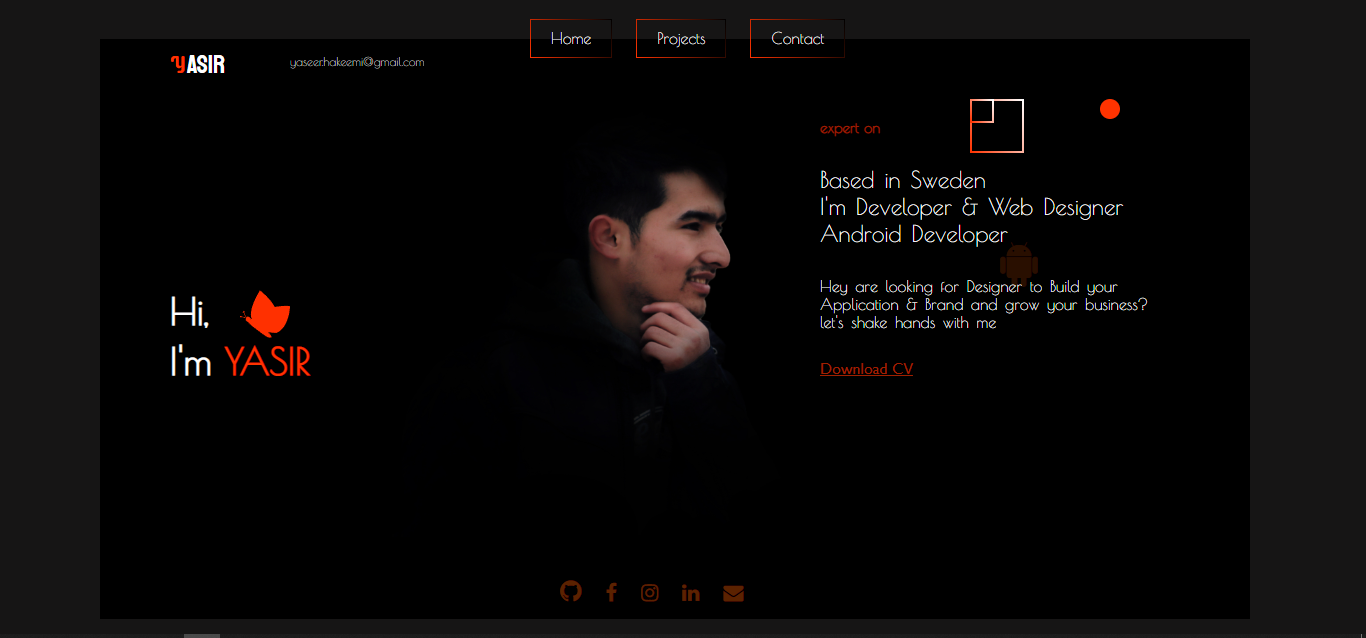 Home
Projects
Contact
YASIR
yaseer.hakeemi@gmail.com
expert on
Based in Sweden
I'm Developer & Web Designer
Android Developer
Hey are looking for Designer to Build your
Application & Brand and grow your business?
let's shake hands with me
Download CV
Hi,
I'm YASIR